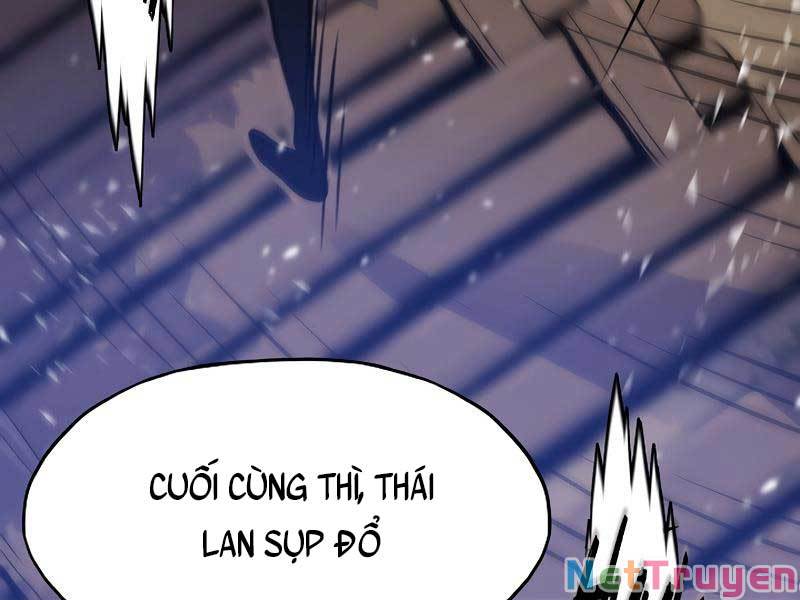 CUỐI CÙNG THÌ, THÁI
LAN SỤP ĐỔ
NetTruyen